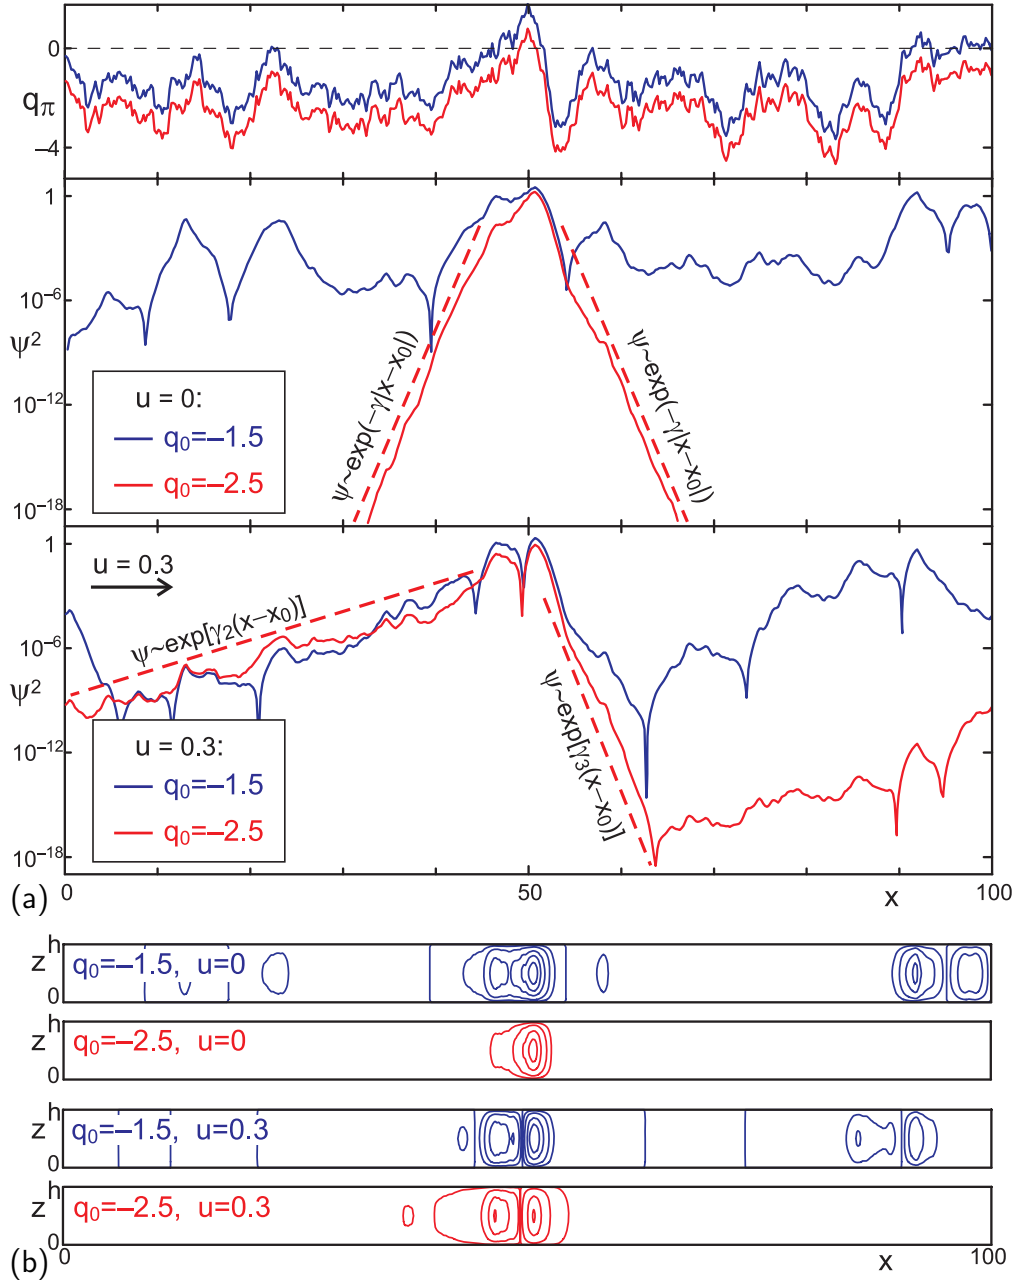 0
qπ
−4
1
10⁻⁶
ψ²
10⁻¹²
10⁻¹⁸
ψ~exp(−γ|x−x₀|)
ψ~exp(−γ|x−x₀|)
u = 0:
q₀=−1.5
q₀=−2.5
1
u = 0.3
ψ~exp[γ₂(x−x₀)]
10⁻⁶
ψ²
10⁻¹²
10⁻¹⁸
ψ~exp[γ₃(x−x₀)]
u = 0.3:
q₀=−1.5
q₀=−2.5
(a)
0 50 x 100
h
z
0
q₀=−1.5, u=0
h
z
0
q₀=−2.5, u=0
h
z
0
q₀=−1.5, u=0.3
h
z
0
q₀=−2.5, u=0.3
(b)
0 x 100